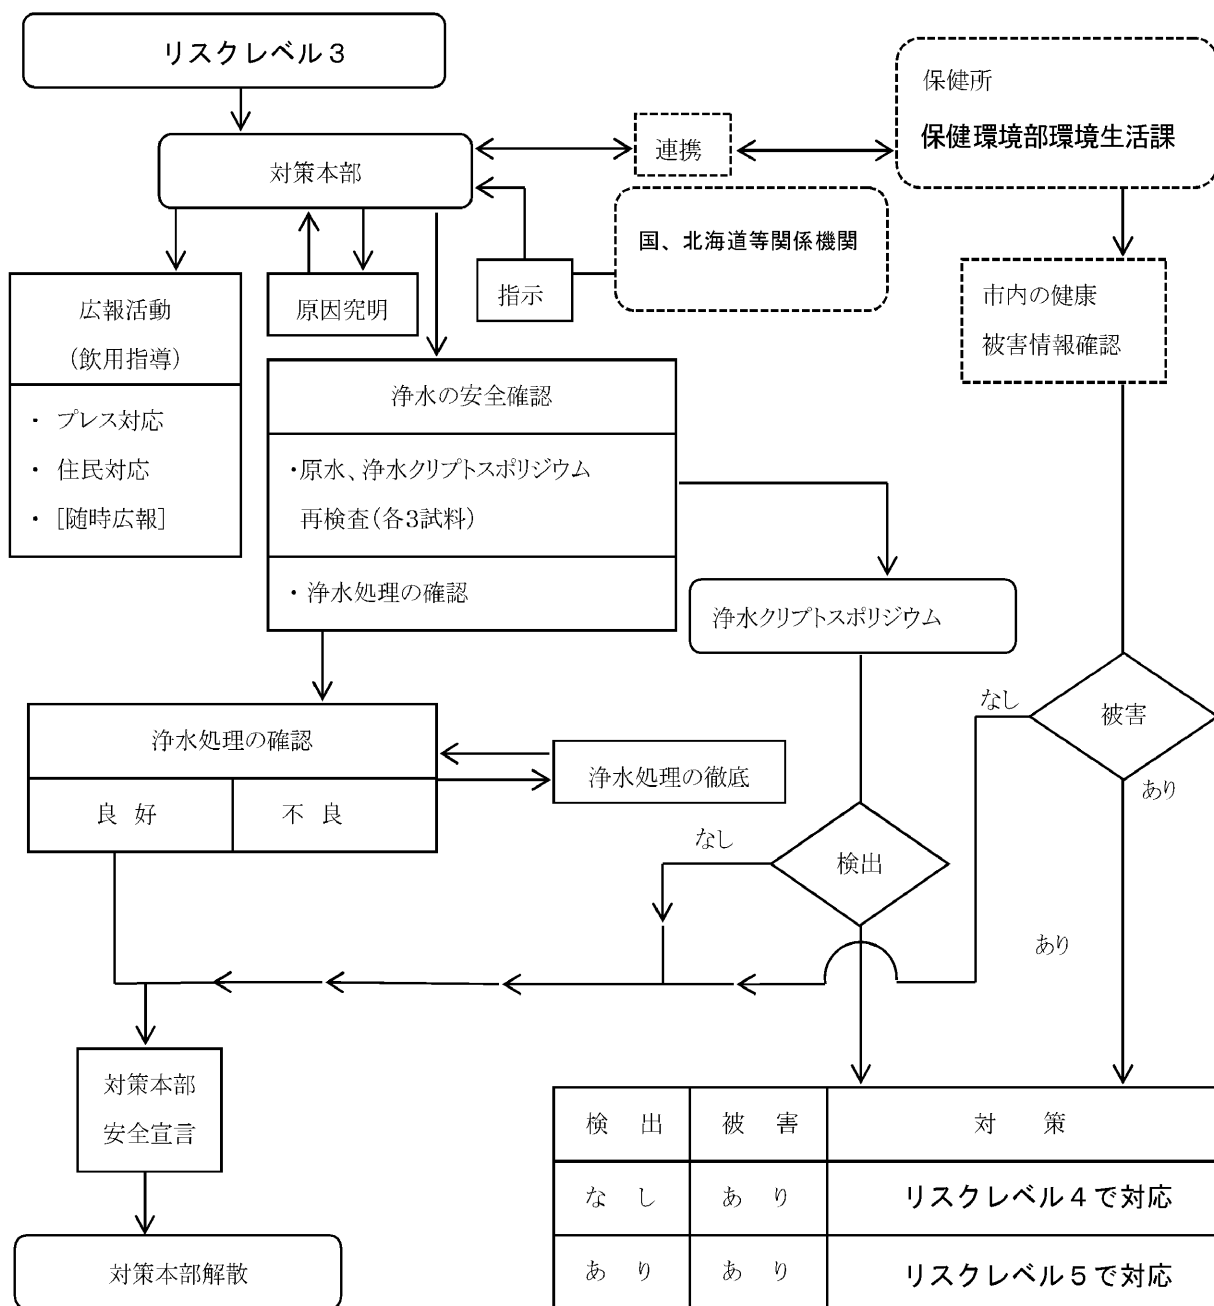 リスクレベル３
保健所
保健環境部環境生活課
連携
対策本部
国、北海道等関係機関
指示
原因究明
広報活動
（飲用指導）
・ プレス対応
・ 住民対応
・ ［随時広報］
市内の健康
被害情報確認
浄水の安全確認
・原水、浄水クリプトスポリジウム
再検査（各3試料）
・ 浄水処理の確認
浄水クリプトスポリジウム
なし
被害
あり
浄水処理の確認
良 好
不 良
浄水処理の徹底
なし
検出
あり
対策本部
安全宣言
対策本部解散
検 出 被 害 対 策
な し あ り リスクレベル４で対応
あ り あ り リスクレベル５で対応